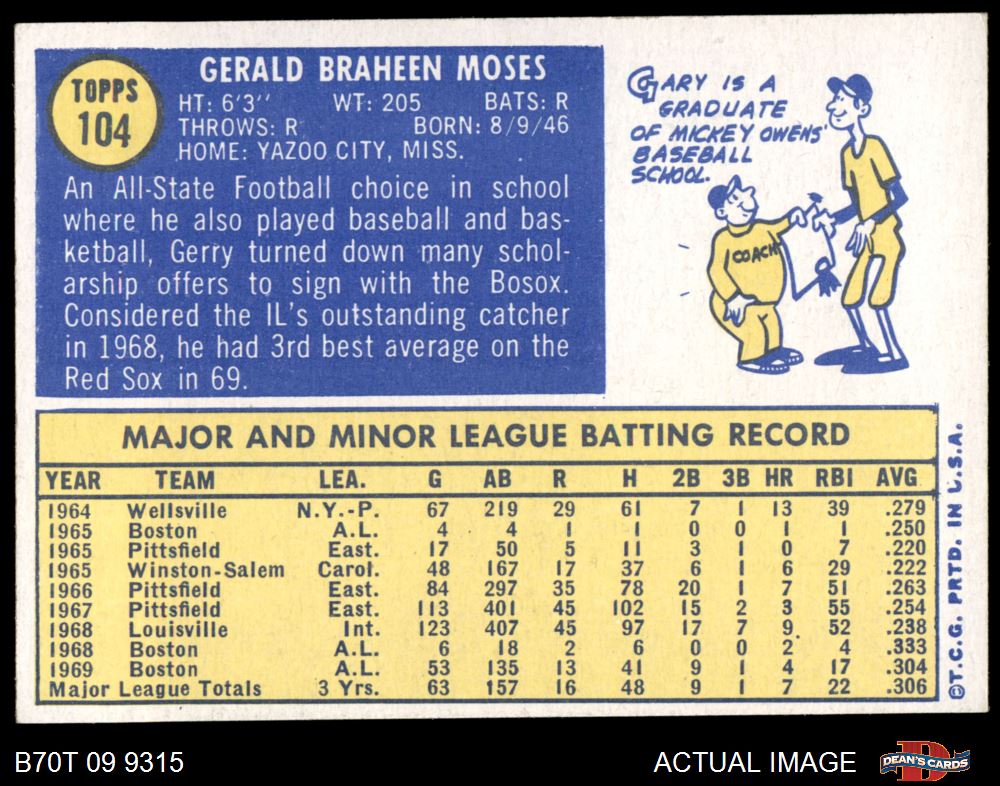 TOPPS
104
GERALD BRAHEEN MOSES
HT: 6'3" WT: 205 BATS: R
THROWS: R BORN: 8/9/46
HOME: YAZOO CITY, MISS.
An All-State Football choice in school
where he also played baseball and bas-
ketball, Gerry turned down many schol-
arship offers to sign with the Bosox.
Considered the IL's outstanding catcher
in 1968, he had 3rd best average on the
Red Sox in 69.
GARY IS A
GRADUATE
OF MICKEY OWENS'
BASEBALL
SCHOOL.
COACH
MAJOR AND MINOR LEAGUE BATTING RECORD
YEAR TEAM LEA. G AB R H 2B 3B HR RBI AVG.
1964 Wellsville N.Y.-P. 67 219 29 61 7 1 13 39 .279
1965 Boston A.L. 4 4 1 1 0 0 1 1 .250
1965 Pittsfield East. 17 50 5 11 3 1 0 7 .220
1965 Winston-Salem Carol. 48 167 17 37 6 1 6 29 .222
1966 Pittsfield East. 84 297 35 78 20 1 7 51 .263
1967 Pittsfield East. 113 401 45 102 15 2 3 55 .254
1968 Louisville Int. 123 407 45 97 17 7 9 52 .238
1968 Boston A.L. 6 18 2 6 0 0 2 4 .333
1969 Boston A.L. 53 135 13 41 9 1 4 17 .304
Major League Totals 3 Yrs. 63 157 16 48 9 1 7 22 .306
©T.C.G. PRTD. IN U.S.A.
B70T 09 9315
ACTUAL IMAGE
D
DEAN'S CARDS